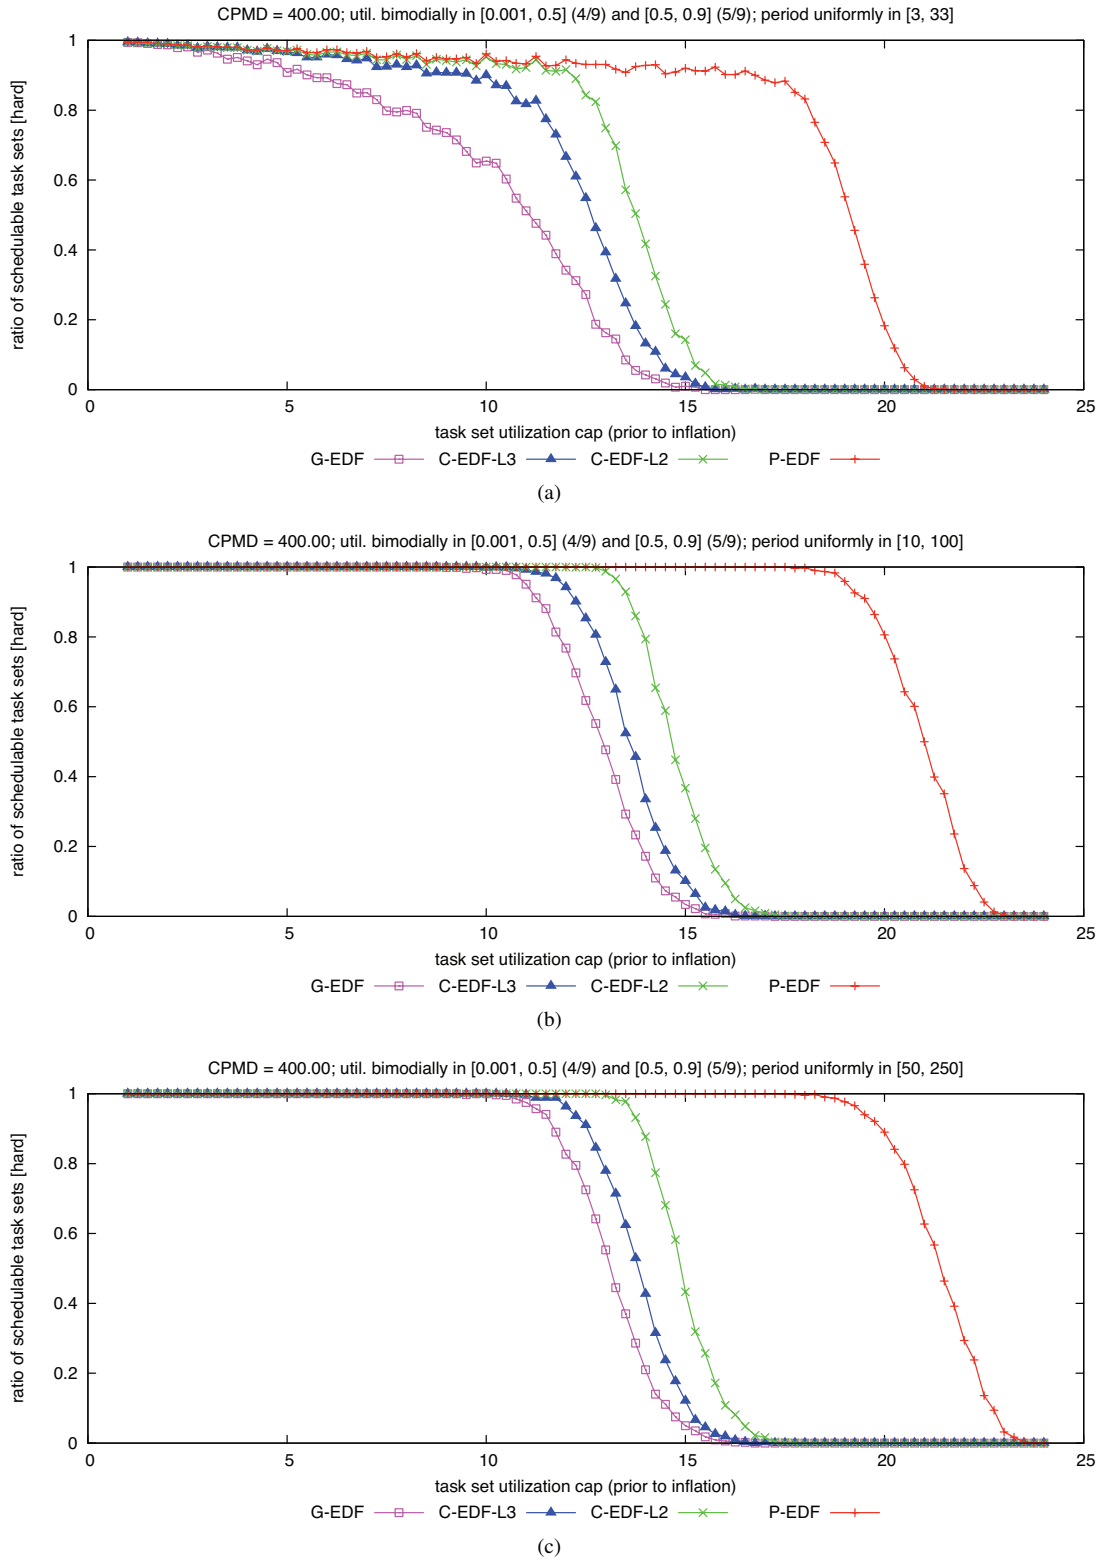 CPMD = 400.00; util. bimodially in [0.001, 0.5] (4/9) and [0.5, 0.9] (5/9); period uniformly in [3, 33]
ratio of schedulable task sets [hard]
1
0.8
0.6
0.4
0.2
0
0 5 10 15 20 25
task set utilization cap (prior to inflation)
G-EDF C-EDF-L3 C-EDF-L2 P-EDF
(a)
CPMD = 400.00; util. bimodially in [0.001, 0.5] (4/9) and [0.5, 0.9] (5/9); period uniformly in [10, 100]
ratio of schedulable task sets [hard]
1
0.8
0.6
0.4
0.2
0
0 5 10 15 20 25
task set utilization cap (prior to inflation)
G-EDF C-EDF-L3 C-EDF-L2 P-EDF
(b)
CPMD = 400.00; util. bimodially in [0.001, 0.5] (4/9) and [0.5, 0.9] (5/9); period uniformly in [50, 250]
ratio of schedulable task sets [hard]
1
0.8
0.6
0.4
0.2
0
0 5 10 15 20 25
task set utilization cap (prior to inflation)
G-EDF C-EDF-L3 C-EDF-L2 P-EDF
(c)